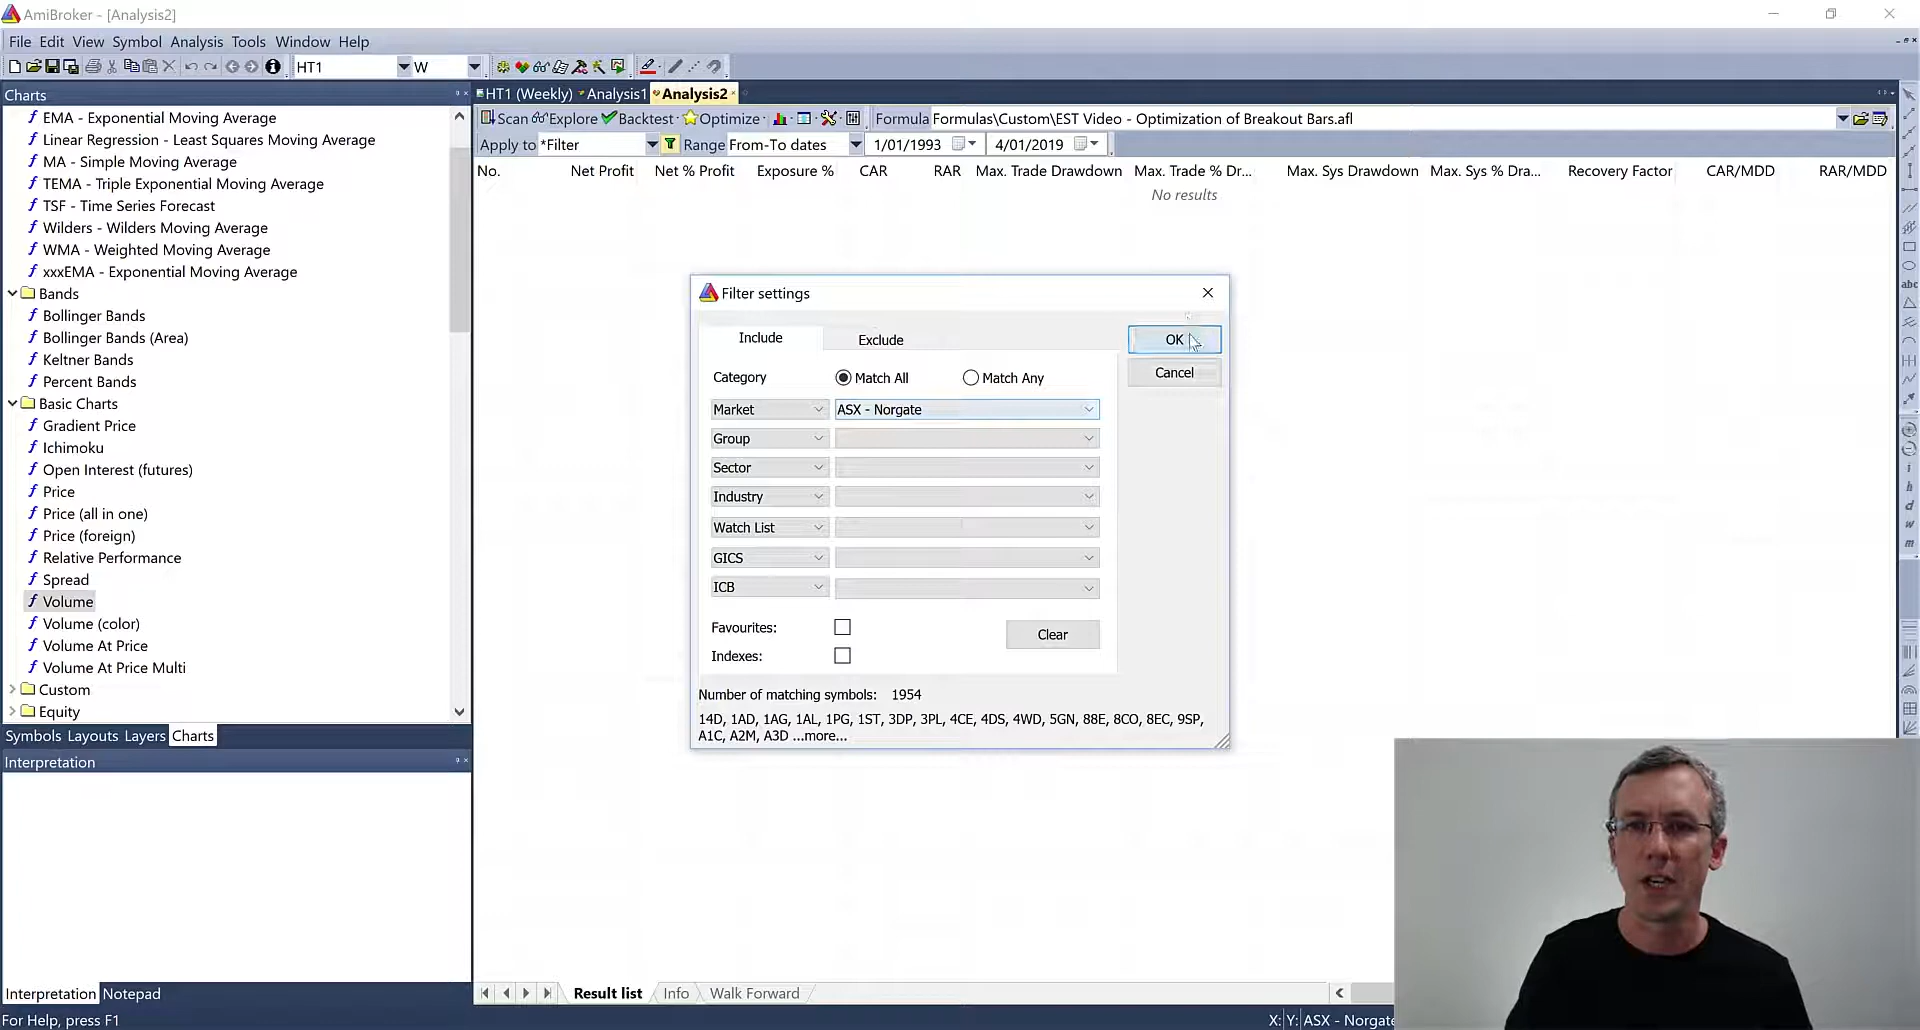 AmiBroker - [Analysis2]
File Edit View Symbol Analysis Tools Window Help
HT1 W
Charts
HT1 (Weekly) Analysis1 Analysis2
EMA - Exponential Moving Average
Linear Regression - Least Squares Moving Average
MA - Simple Moving Average
TEMA - Triple Exponential Moving Average
TSF - Time Series Forecast
Wilders - Wilders Moving Average
WMA - Weighted Moving Average
xxxEMA - Exponential Moving Average
Bands
Bollinger Bands
Bollinger Bands (Area)
Keltner Bands
Percent Bands
Basic Charts
Gradient Price
Ichimoku
Open Interest (futures)
Price
Price (all in one)
Price (foreign)
Relative Performance
Spread
Volume
Volume (color)
Volume At Price
Volume At Price Multi
Custom
Equity
Symbols Layouts Layers Charts
Interpretation
Interpretation Notepad
For Help, press F1
Scan Explore Backtest Optimize Formula Formulas\Custom\EST Video - Optimization of Breakout Bars.afl
Apply to *Filter Range From-To dates 1/01/1993 4/01/2019
No. Net Profit Net % Profit Exposure % CAR RAR Max. Trade Drawdown Max. Trade % Dr... Max. Sys Drawdown Max. Sys % Dra... Recovery Factor CAR/MDD RAR/MDD
No results
Filter settings
Include Exclude
OK
Cancel
Category Match All Match Any
Market ASX - Norgate
Group
Sector
Industry
Watch List
GICS
ICB
Favourites:
Clear
Indexes:
Number of matching symbols: 1954
14D, 1AD, 1AG, 1AL, 1PG, 1ST, 3DP, 3PL, 4CE, 4DS, 4WD, 5GN, 88E, 8CO, 8EC, 9SP,
A1C, A2M, A3D ...more...
Result list Info Walk Forward
X: Y: ASX - Norgate
abc
i
h
d
w
m